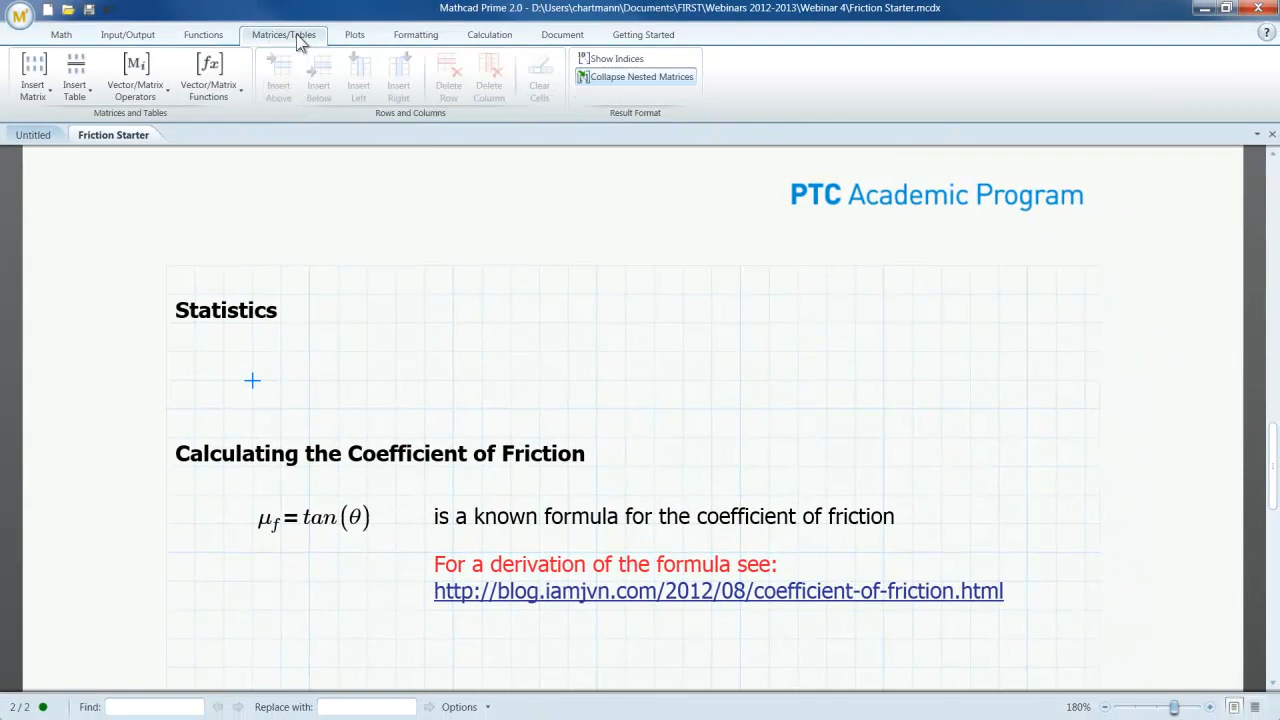 Mathcad Prime 2.0 - D:\Users\chartmann\Documents\FIRST\Webinars 2012-2013\Webinar 4\Friction Starter.mcdx
Math Input/Output Functions Matrices/Tables Plots Formatting Calculation Document Getting Started
Insert Matrix
Insert Table
Vector/Matrix Operators
Vector/Matrix Functions
Insert Above
Insert Below
Insert Left
Insert Right
Delete Row
Delete Column
Clear Cells
Show Indices
Collapse Nested Matrices
Matrices and Tables Rows and Columns Result Format
Untitled Friction Starter
PTC Academic Program
Statistics
Calculating the Coefficient of Friction
μf = tan(θ) is a known formula for the coefficient of friction
For a derivation of the formula see:
http://blog.iamjvn.com/2012/08/coefficient-of-friction.html
2 / 2 Find: Replace with: Options 180%